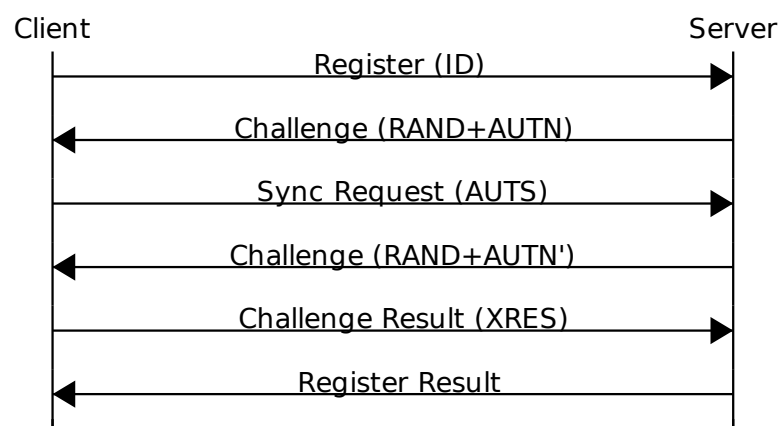 Client
Server
Register (ID)
Challenge (RAND+AUTN)
Sync Request (AUTS)
Challenge (RAND+AUTN')
Challenge Result (XRES)
Register Result